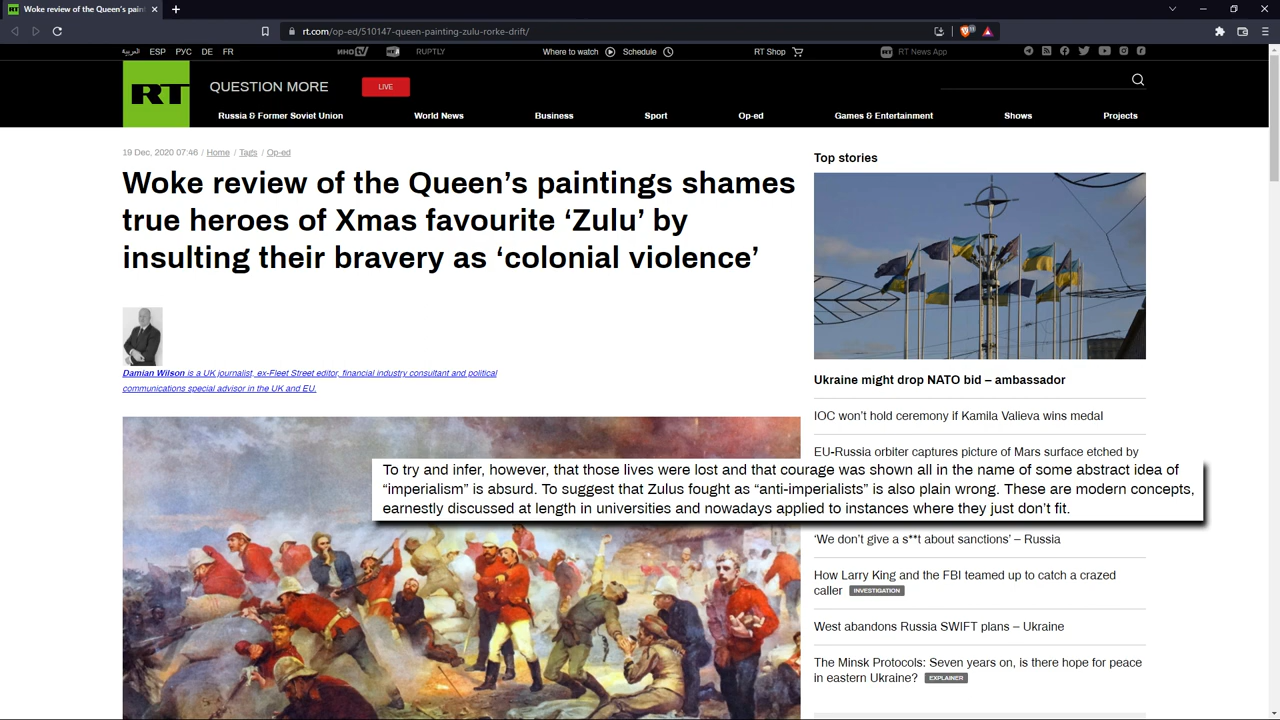 Woke review of the Queen's paint
rt.com/op-ed/510147-queen-painting-zulu-rorke-drift/
العربية ESP РУС DE FR ИНОTV RUPTLY Where to watch Schedule RT Shop RT News App
RT QUESTION MORE LIVE
Russia & Former Soviet Union World News Business Sport Op-ed Games & Entertainment Shows Projects
19 Dec, 2020 07:46 / Home / Tags / Op-ed
Woke review of the Queen's paintings shames
true heroes of Xmas favourite 'Zulu' by
insulting their bravery as 'colonial violence'
Damian Wilson is a UK journalist, ex-Fleet Street editor, financial industry consultant and political
communications special advisor in the UK and EU.
To try and infer, however, that those lives were lost and that courage was shown all in the name of some abstract idea of
“imperialism” is absurd. To suggest that Zulus fought as “anti-imperialists” is also plain wrong. These are modern concepts,
earnestly discussed at length in universities and nowadays applied to instances where they just don’t fit.
Top stories
Ukraine might drop NATO bid – ambassador
IOC won’t hold ceremony if Kamila Valieva wins medal
EU-Russia orbiter captures picture of Mars surface etched by
‘We don’t give a s**t about sanctions’ – Russia
How Larry King and the FBI teamed up to catch a crazed
caller INVESTIGATION
West abandons Russia SWIFT plans – Ukraine
The Minsk Protocols: Seven years on, is there hope for peace
in eastern Ukraine? EXPLAINER